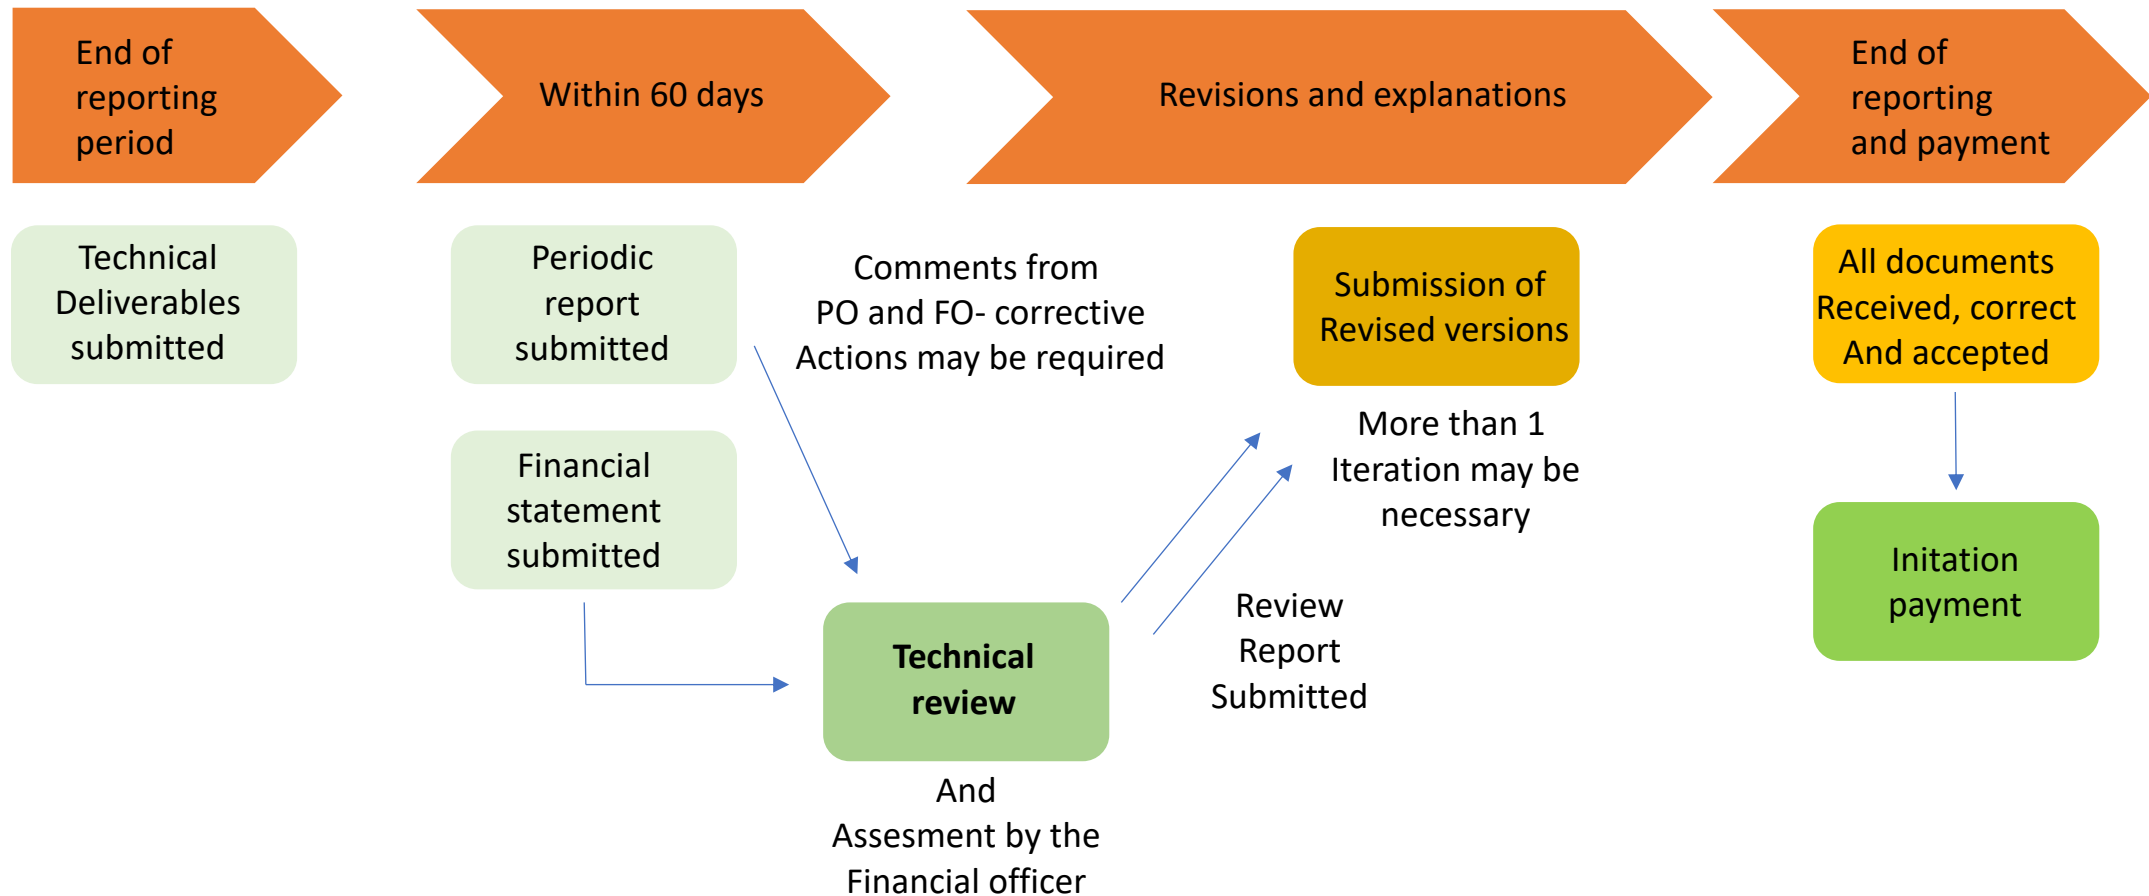 End of
reporting
period
Within 60 days
Revisions and explanations
End of
reporting
and payment
Technical
Deliverables
submitted
Periodic
report
submitted
Comments from
PO and FO- corrective
Actions may be required
Submission of
Revised versions
All documents
Received, correct
And accepted
Financial
statement
submitted
More than 1
Iteration may be
necessary
Initation
payment
Technical
review
Review
Report
Submitted
And
Assesment by the
Financial officer